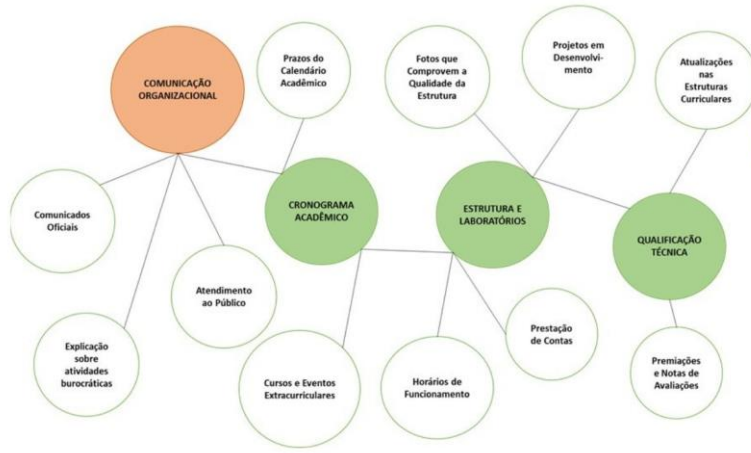 COMUNICAÇÃO
ORGANIZACIONAL
Prazos do
Calendário
Acadêmico
Fotos que
Comprovem a
Qualidade da
Estrutura
Projetos em
Desenvolvi-
mento
Atualizações
nas
Estruturas
Curriculares
Comunicados
Oficiais
CRONOGRAMA
ACADÊMICO
ESTRUTURA E
LABORATÓRIOS
QUALIFICAÇÃO
TÉCNICA
Atendimento
ao Público
Explicação
sobre
atividades
burocráticas
Cursos e Eventos
Extracurriculares
Horários de
Funcionamento
Prestação
de Contas
Premiações
e Notas de
Avaliações